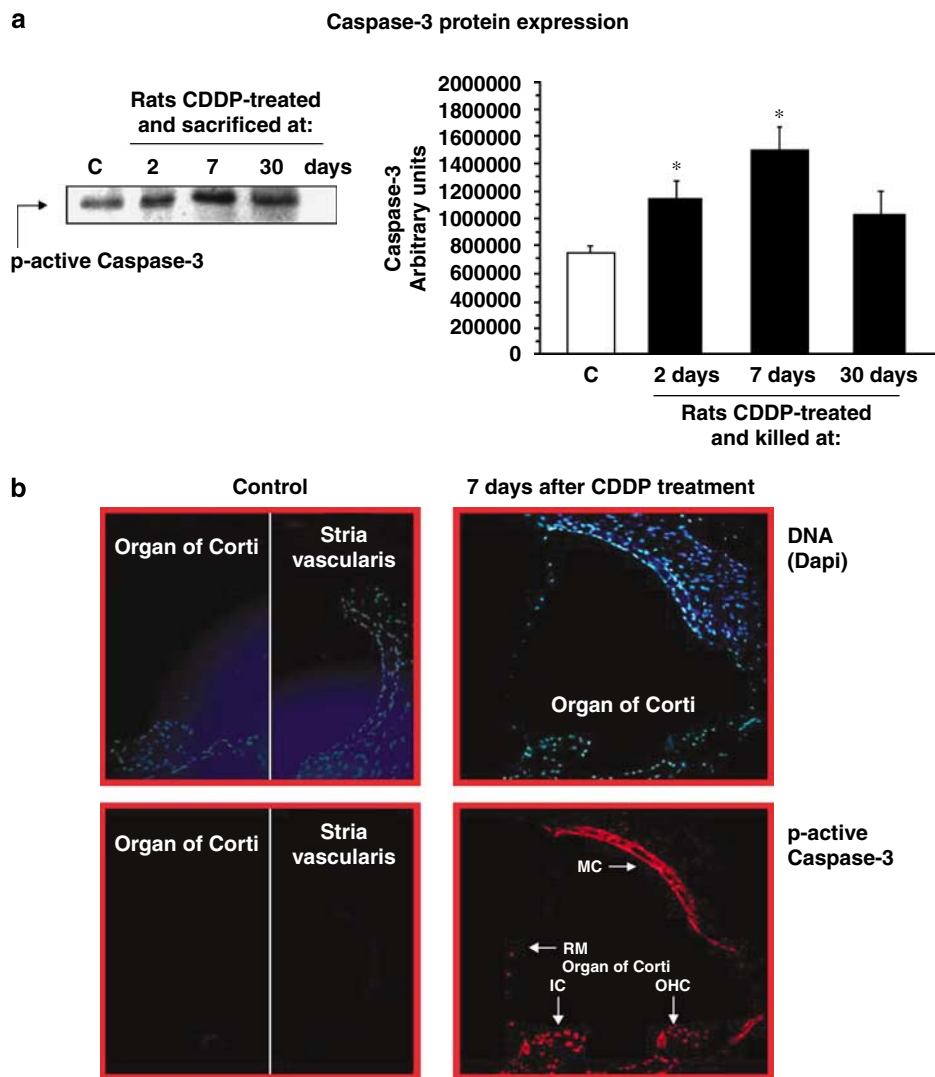 a
Caspase-3 protein expression
Rats CDDP-treated
and sacrificed at:
C 2 7 30 days
p-active Caspase-3
Caspase-3
Arbitrary units
2000000
1800000
1600000
1400000
1200000
1000000
800000
600000
400000
200000
0
*
*
C 2 days 7 days 30 days
Rats CDDP-treated
and killed at:
b
Control
7 days after CDDP treatment
Organ of Corti
Stria
vascularis
Organ of Corti
DNA
(Dapi)
Organ of Corti
Stria
vascularis
MC
RM
Organ of Corti
IC
OHC
p-active
Caspase-3